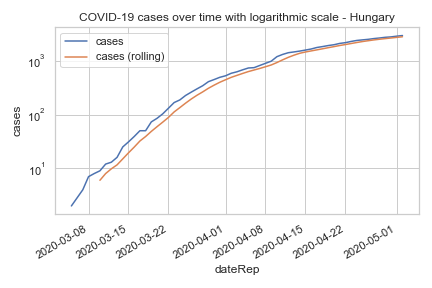 COVID-19 cases over time with logarithmic scale - Hungary
cases
cases (rolling)
10³
10²
10¹
cases
2020-03-08
2020-03-15
2020-03-22
2020-04-01
2020-04-08
2020-04-15
2020-04-22
2020-05-01
dateRep